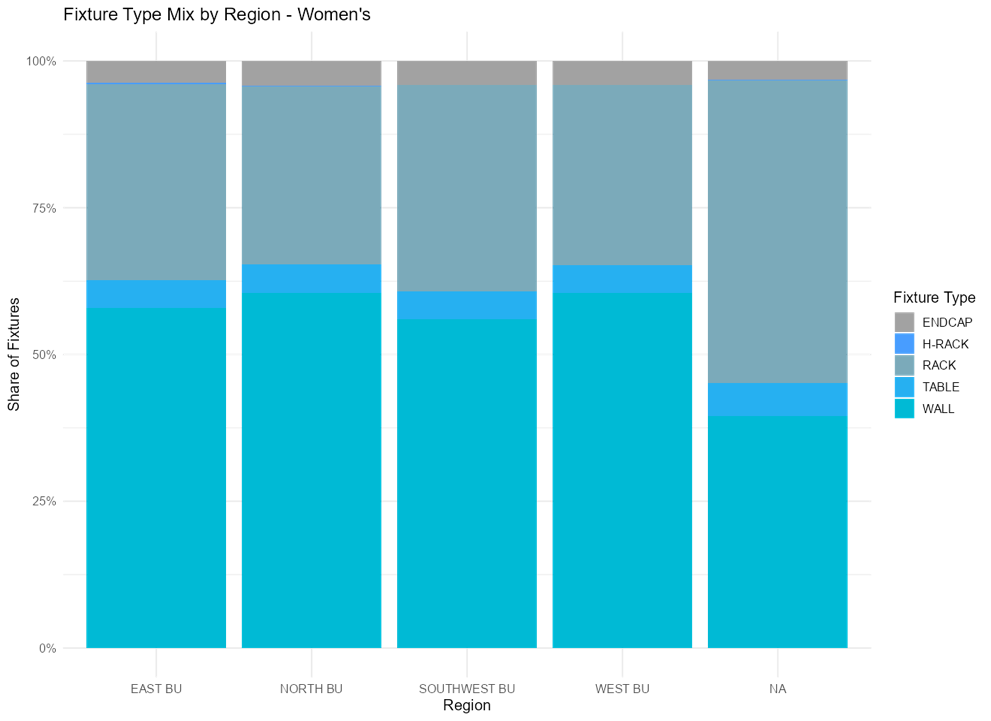 Fixture Type Mix by Region - Women's
100%
75%
50%
25%
0%
Share of Fixtures
EAST BU
NORTH BU
SOUTHWEST BU
WEST BU
NA
Region
Fixture Type
ENDCAP
H-RACK
RACK
TABLE
WALL